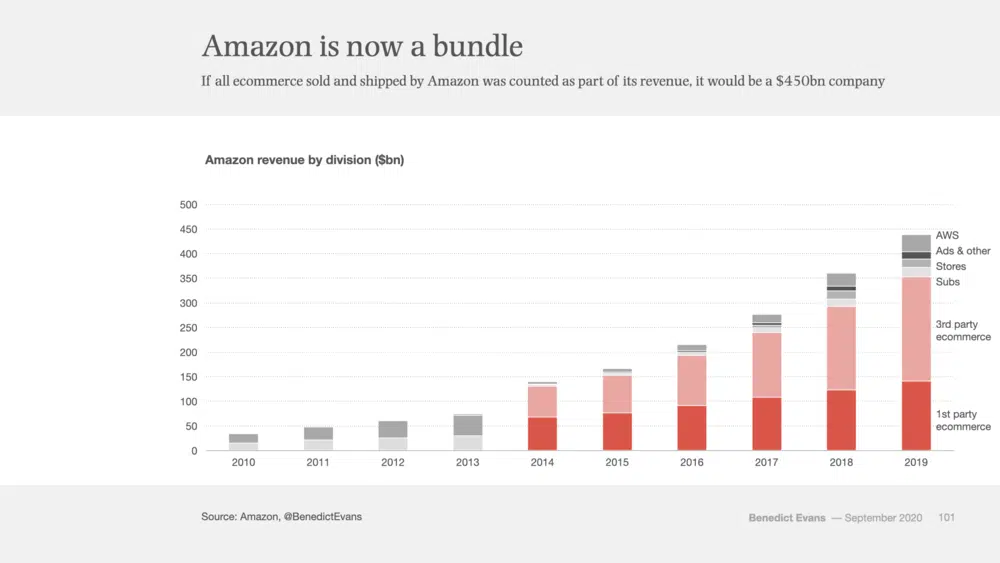 Amazon is now a bundle
If all ecommerce sold and shipped by Amazon was counted as part of its revenue, it would be a $450bn company
Amazon revenue by division ($bn)
500
450
400
350
300
250
200
150
100
50
0
AWS
Ads & other
Stores
Subs
3rd party
ecommerce
1st party
ecommerce
2010 2011 2012 2013 2014 2015 2016 2017 2018 2019
Source: Amazon, @BenedictEvans
Benedict Evans — September 2020 101